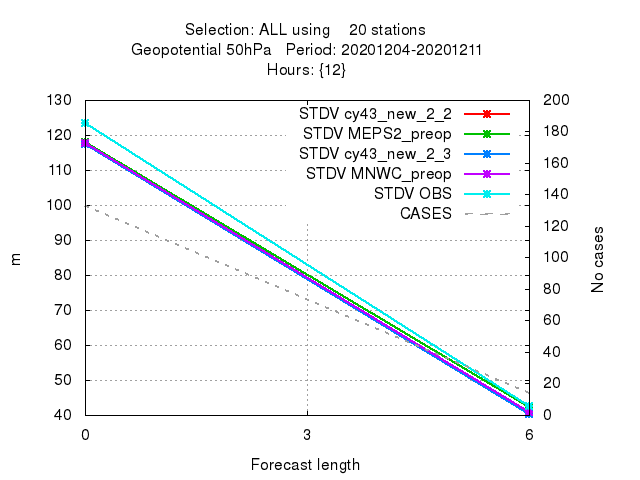 Selection: ALL using    20 stations
Geopotential 50hPa   Period: 20201204-20201211
Hours: {12}
130
120
110
100
90
80
70
60
50
40
200
180
160
140
120
100
80
60
40
20
0
STDV cy43_new_2_2
STDV MEPS2_preop
STDV cy43_new_2_3
STDV MNWC_preop
STDV OBS
CASES
m
No cases
0
3
6
Forecast length